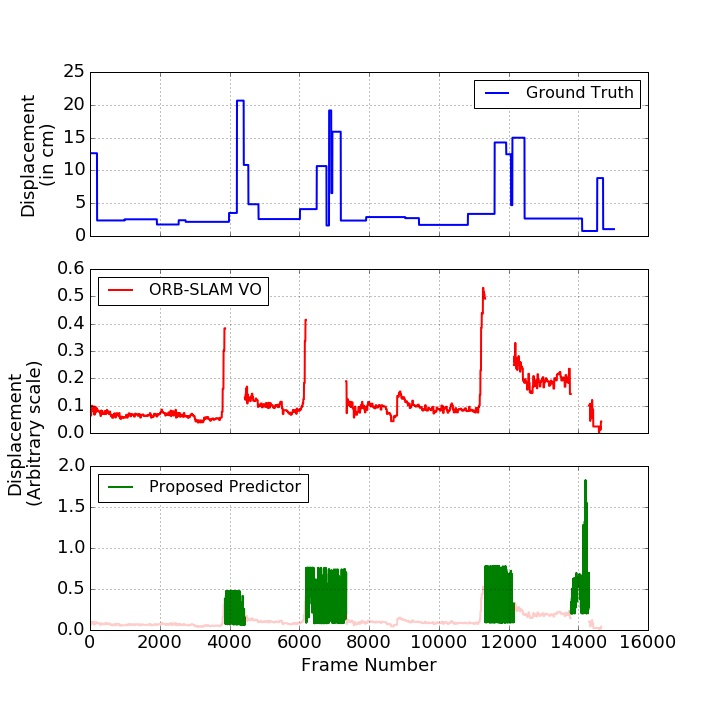 25
20
15
10
5
0
Displacement
(in cm)
Ground Truth
0.6
0.5
0.4
0.3
0.2
0.1
0.0
Displacement
(Arbitrary scale)
ORB-SLAM VO
2.0
1.5
1.0
0.5
0.0
Proposed Predictor
0 2000 4000 6000 8000 10000 12000 14000 16000
Frame Number